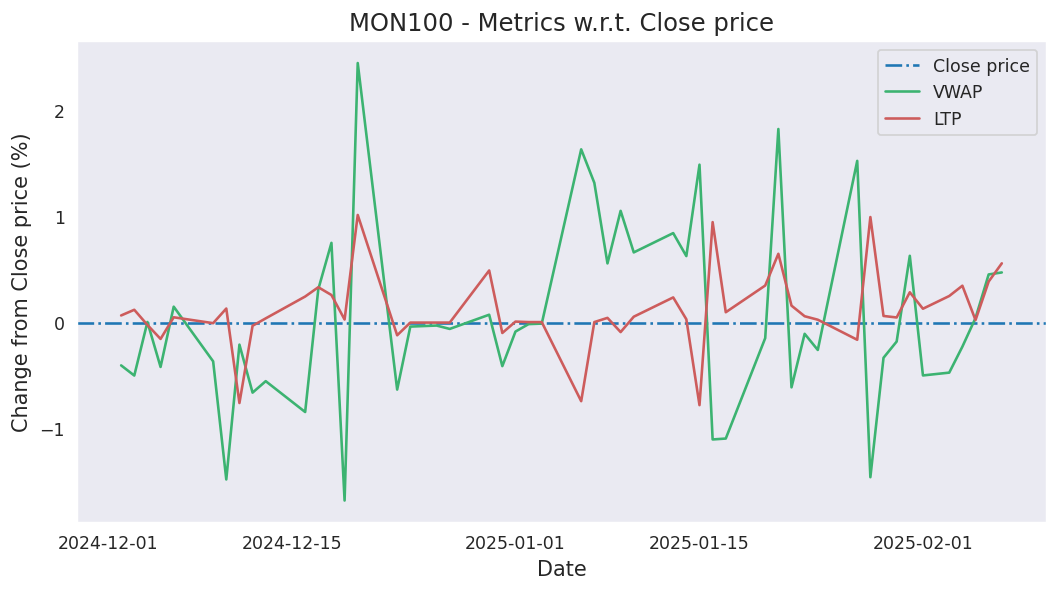 MON100 - Metrics w.r.t. Close price
Change from Close price (%)
2
1
0
−1
Close price
VWAP
LTP
2024-12-01
2024-12-15
2025-01-01
2025-01-15
2025-02-01
Date